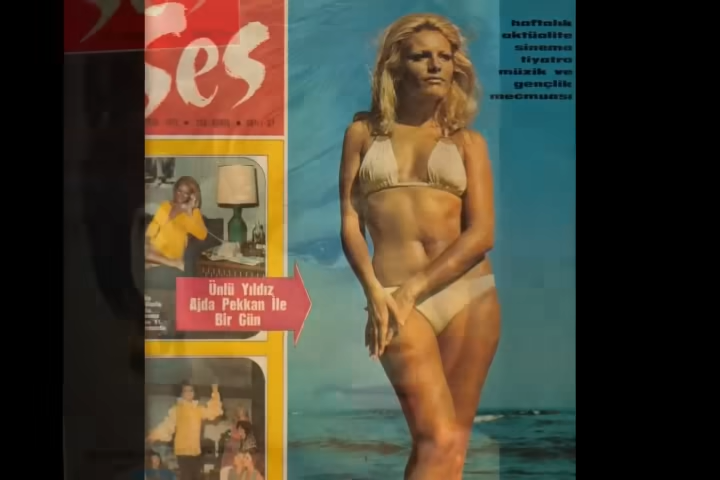 Ses
haftalık
aktüalite
sinema
tiyatro
müzik ve
gençlik
mecmuası
Ünlü Yıldız
Ajda Pekkan İle
Bir Gün